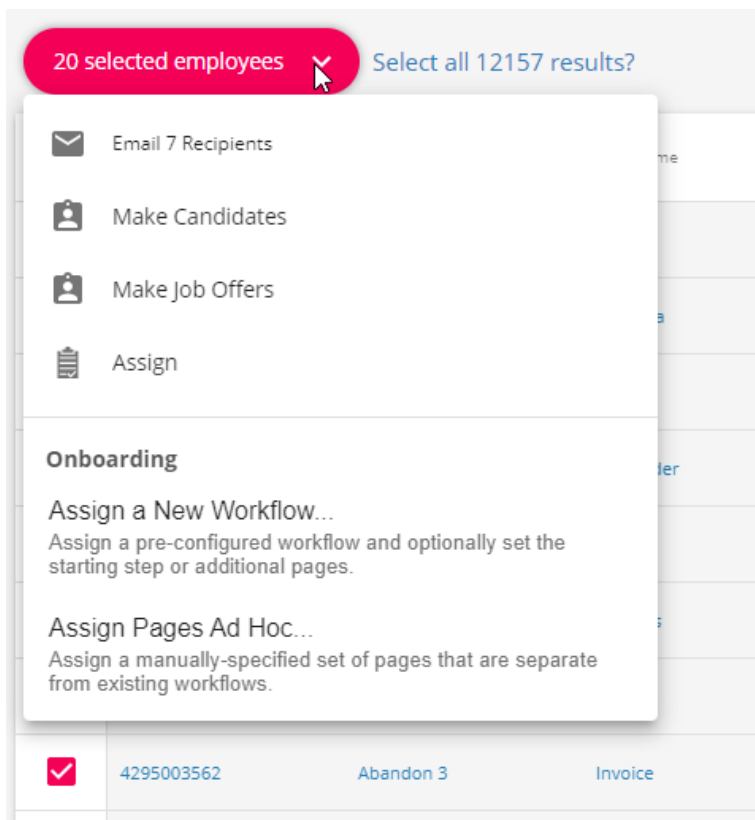 20 selected employees
Select all 12157 results?
Email 7 Recipients
me
Make Candidates
Make Job Offers
a
Assign
Onboarding
der
Assign a New Workflow...
Assign a pre-configured workflow and optionally set the
starting step or additional pages.
s
Assign Pages Ad Hoc...
Assign a manually-specified set of pages that are separate
from existing workflows.
4295003562
Abandon 3
Invoice